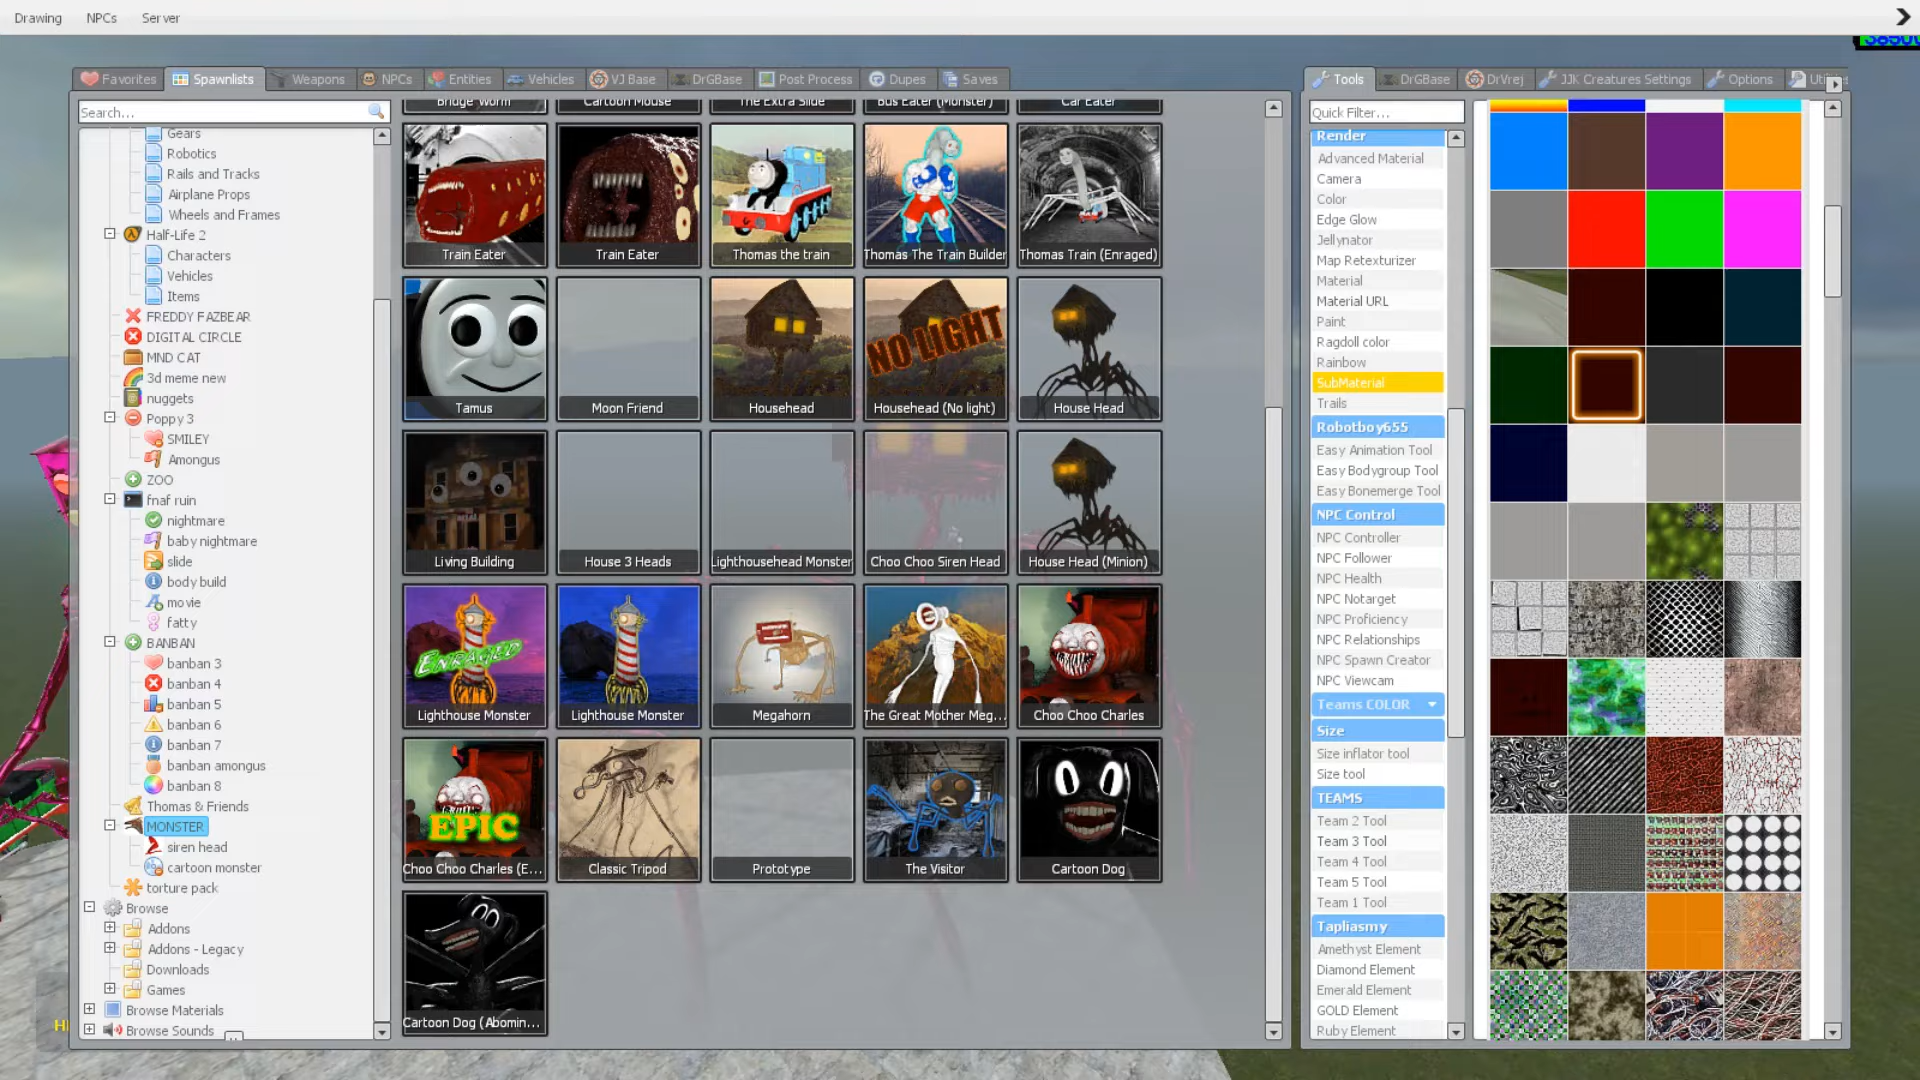 Drawing NPCs Server
Favorites Spawnlists Weapons NPCs Entities Vehicles VJ Base DrGBase Post Process Dupes Saves
Search...
Gears
Robotics
Rails and Tracks
Airplane Props
Wheels and Frames
Half-Life 2
Characters
Vehicles
Items
FREDDY FAZBEAR
DIGITAL CIRCLE
MND CAT
3d meme new
nuggets
Poppy 3
SMILEY
Amongus
ZOO
fnaf ruin
nightmare
baby nightmare
slide
body build
movie
fatty
BANBAN
banban 3
banban 4
banban 5
banban 6
banban 7
banban amongus
banban 8
Thomas & Friends
MONSTER
siren head
cartoon monster
torture pack
Browse
Addons
Addons - Legacy
Downloads
Games
Browse Materials
Browse Sounds
Bridge Worm Cartoon Mouse The Extra Slide Bus Eater (Monster) Car Eater
Train Eater Train Eater Thomas the train Thomas The Train Builder Thomas Train (Enraged)
NO LIGHT
Tamus Moon Friend Househead Househead (No light) House Head
Living Building House 3 Heads Lighthousehead Monster Choo Choo Siren Head House Head (Minion)
ENRAGED
Lighthouse Monster Lighthouse Monster Megahorn The Great Mother Meg... Choo Choo Charles
EPIC
Choo Choo Charles (E... Classic Tripod Prototype The Visitor Cartoon Dog
Cartoon Dog (Abomin...
Tools DrGBase DrVrej JJK Creatures Settings Options
Quick Filter...
Render
Advanced Material
Camera
Color
Edge Glow
Jellynator
Map Retexturizer
Material
Material URL
Paint
Ragdoll color
Rainbow
SubMaterial
Trails
Robotboy655
Easy Animation Tool
Easy Bodygroup Tool
Easy Bonemerge Tool
NPC Control
NPC Controller
NPC Follower
NPC Health
NPC Notarget
NPC Proficiency
NPC Relationships
NPC Spawn Creator
NPC Viewcam
Teams COLOR
Size
Size inflator tool
Size tool
TEAMS
Team 2 Tool
Team 3 Tool
Team 4 Tool
Team 5 Tool
Team 1 Tool
Tapliasmy
Amethyst Element
Diamond Element
Emerald Element
GOLD Element
Ruby Element